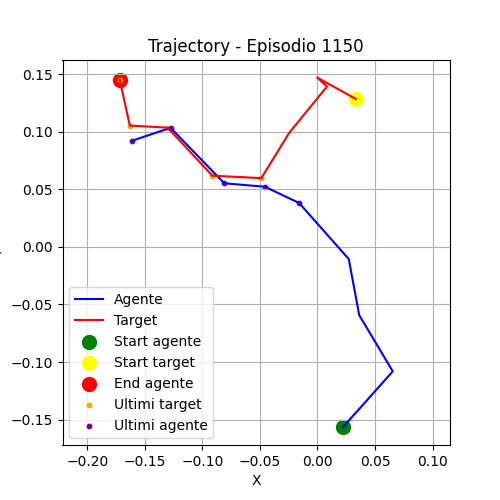 Trajectory - Episodio 1150
0.15
0.10
0.05
0.00
−0.05
−0.10
−0.15
Agente
Target
Start agente
Start target
End agente
Ultimi target
Ultimi agente
−0.20 −0.15 −0.10 −0.05 0.00 0.05 0.10
X